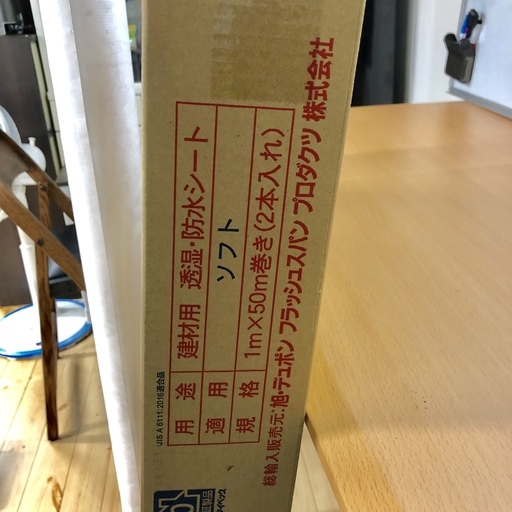 JIS A 6111:2016適合品
用途 建材用 透湿・防水シート
適用 ソフト
規格 1m×50m巻き(2本入れ)
総輸入販売元:旭・デュポン フラッシュスパン プロダクツ 株式会社